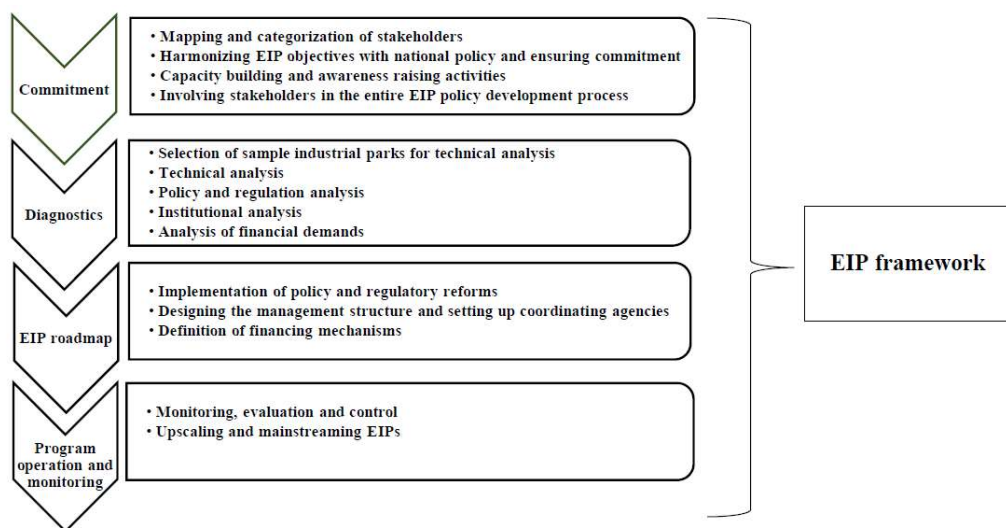 Commitment
• Mapping and categorization of stakeholders
• Harmonizing EIP objectives with national policy and ensuring commitment
• Capacity building and awareness raising activities
• Involving stakeholders in the entire EIP policy development process
Diagnostics
• Selection of sample industrial parks for technical analysis
• Technical analysis
• Policy and regulation analysis
• Institutional analysis
• Analysis of financial demands
EIP roadmap
• Implementation of policy and regulatory reforms
• Designing the management structure and setting up coordinating agencies
• Definition of financing mechanisms
Program
operation and
monitoring
• Monitoring, evaluation and control
• Upscaling and mainstreaming EIPs
EIP framework